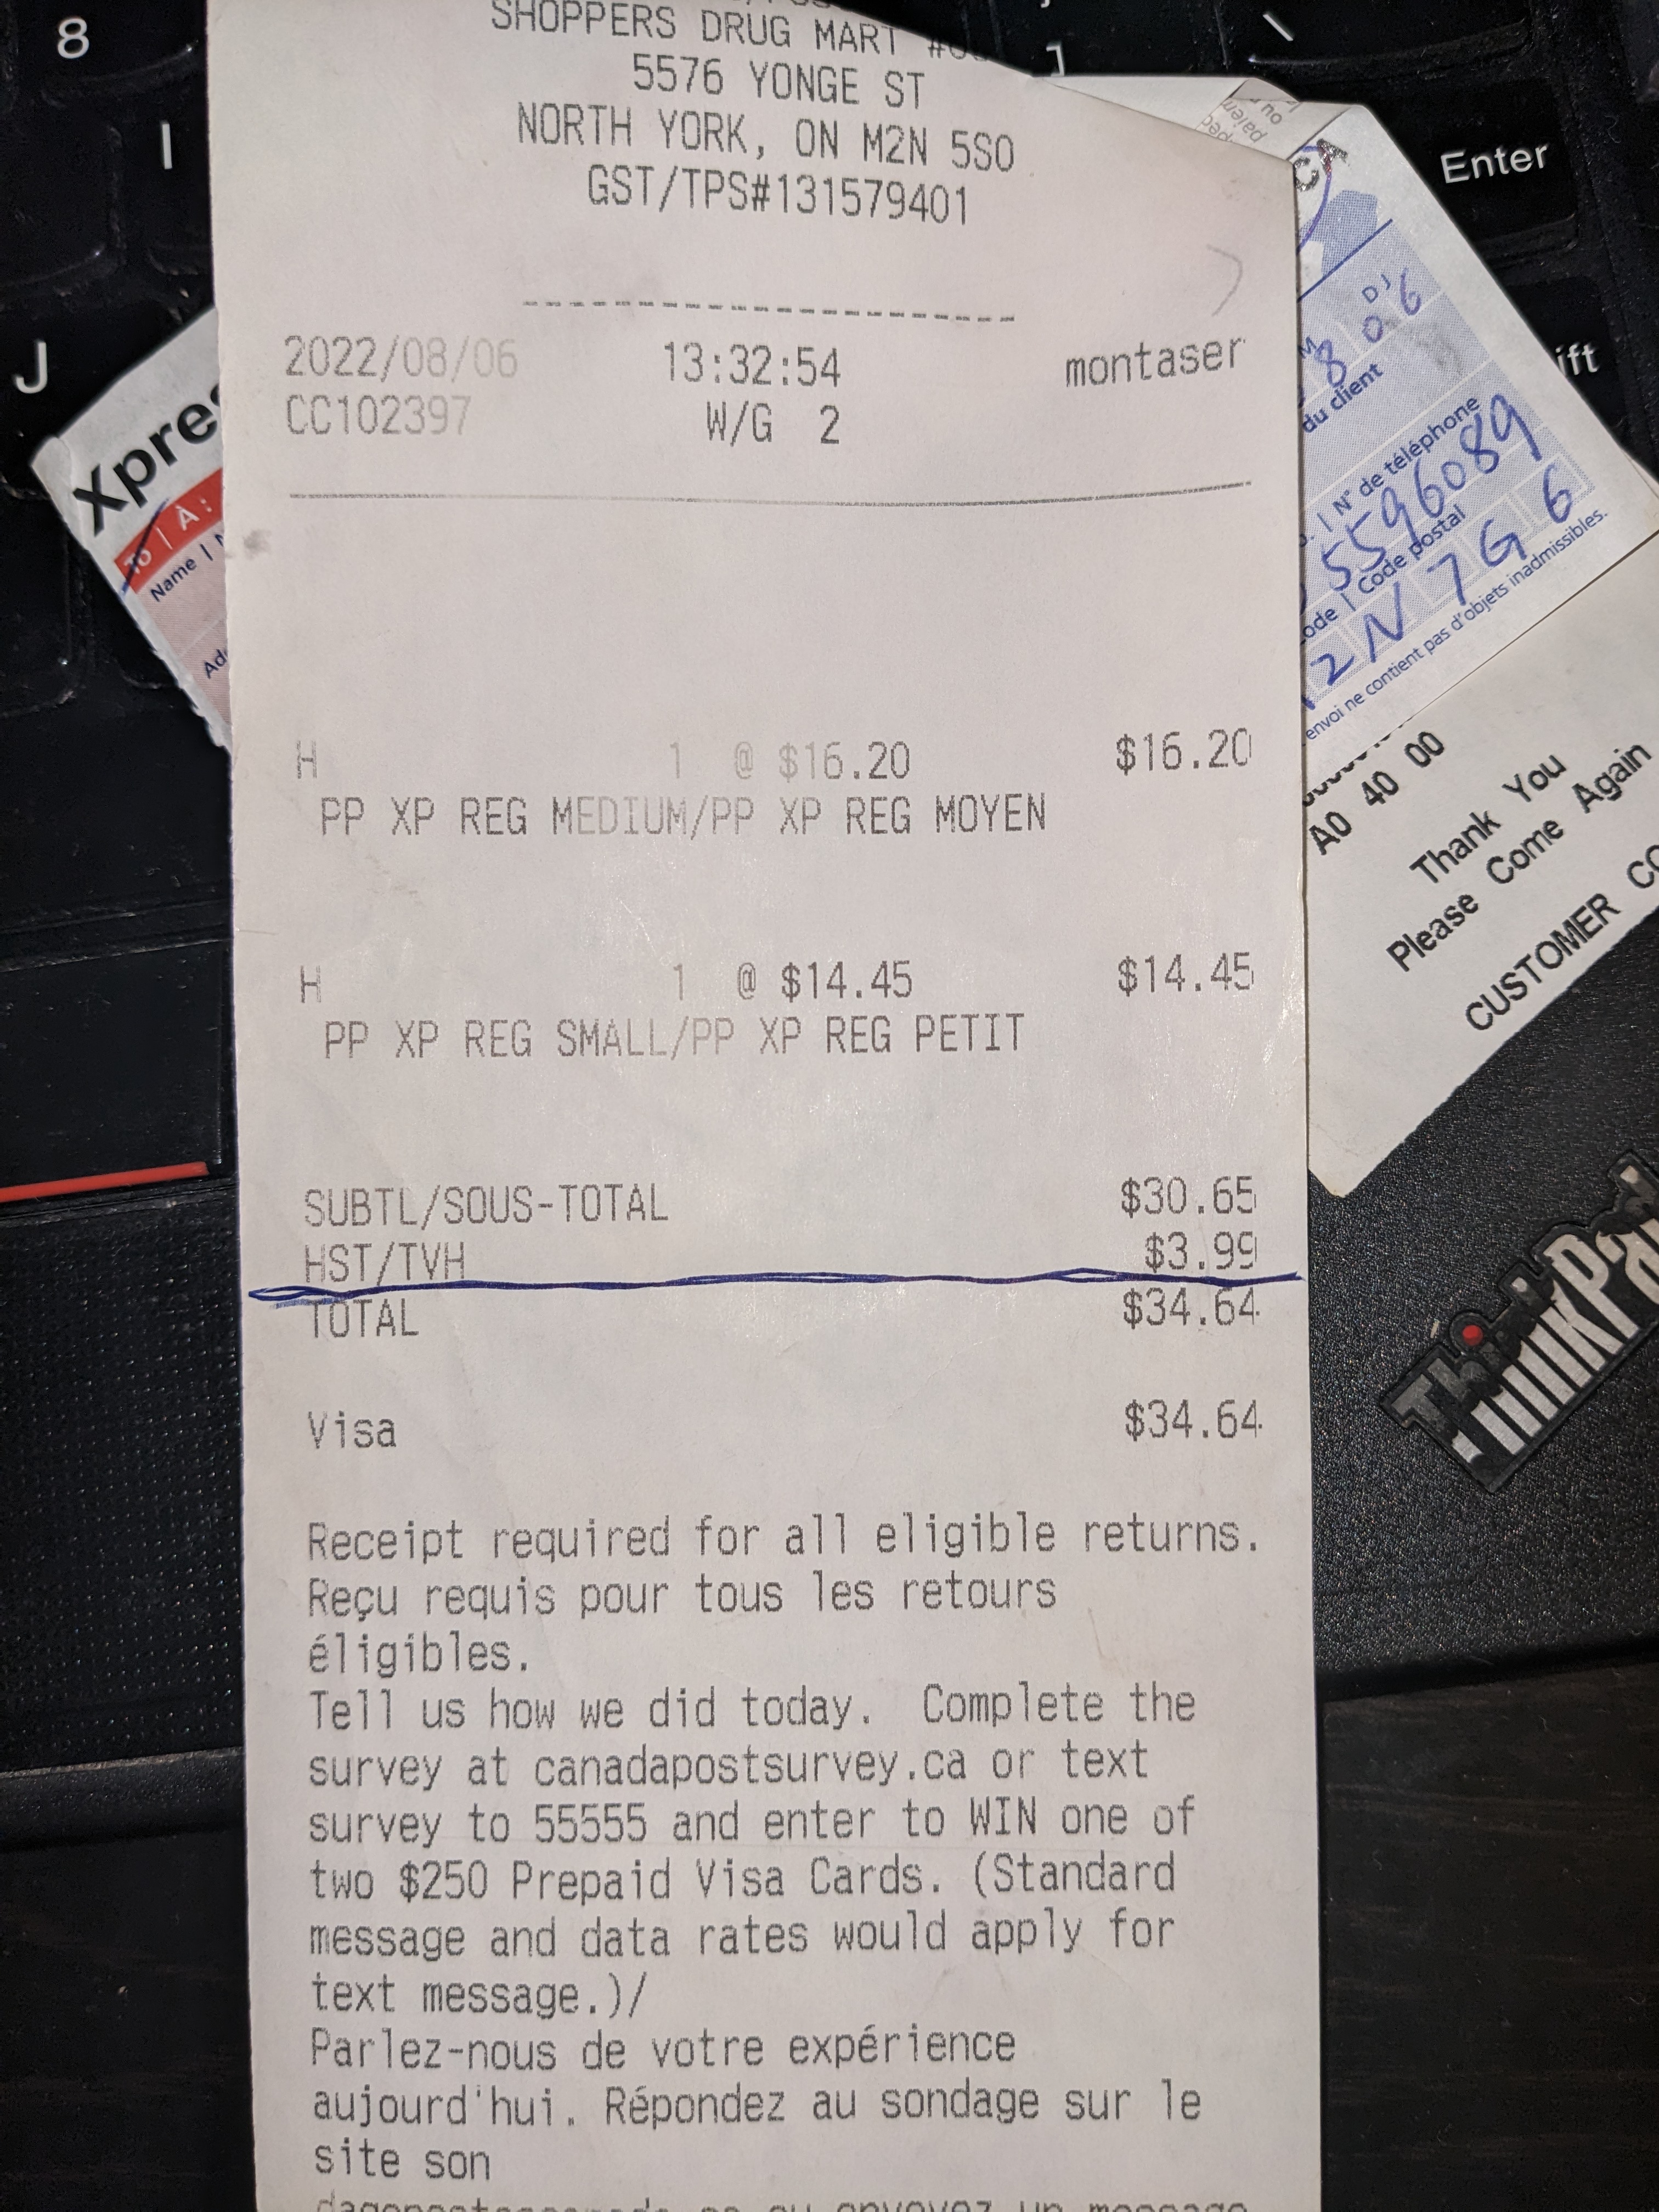 SHOPPERS DRUG MART
5576 YONGE ST
NORTH YORK, ON M2N 5S0
GST/TPS#131579401
2022/08/06 13:32:54 montaser
CC102397 W/G 2
H 1 @ $16.20 $16.20
PP XP REG MEDIUM/PP XP REG MOYEN
H 1 @ $14.45 $14.45
PP XP REG SMALL/PP XP REG PETIT
SUBTL/SOUS-TOTAL $30.65
HST/TVH $3.99
TOTAL $34.64
Visa $34.64
Receipt required for all eligible returns.
Reçu requis pour tous les retours
éligibles.
Tell us how we did today. Complete the
survey at canadapostsurvey.ca or text
survey to 55555 and enter to WIN one of
two $250 Prepaid Visa Cards. (Standard
message and data rates would apply for
text message.)/
Parlez-nous de votre expérience
aujourd'hui. Répondez au sondage sur le
site son
Xpres
To | À:
Name |
DJ
8 06
du client
N° de téléphone
5596089
Code postal
2N 7G 6
envoi ne contient pas d'objets inadmissibles.
A0 40 00
Thank You
Please Come Again
CUSTOMER
ThinkPad
8
I
J
Enter
ift